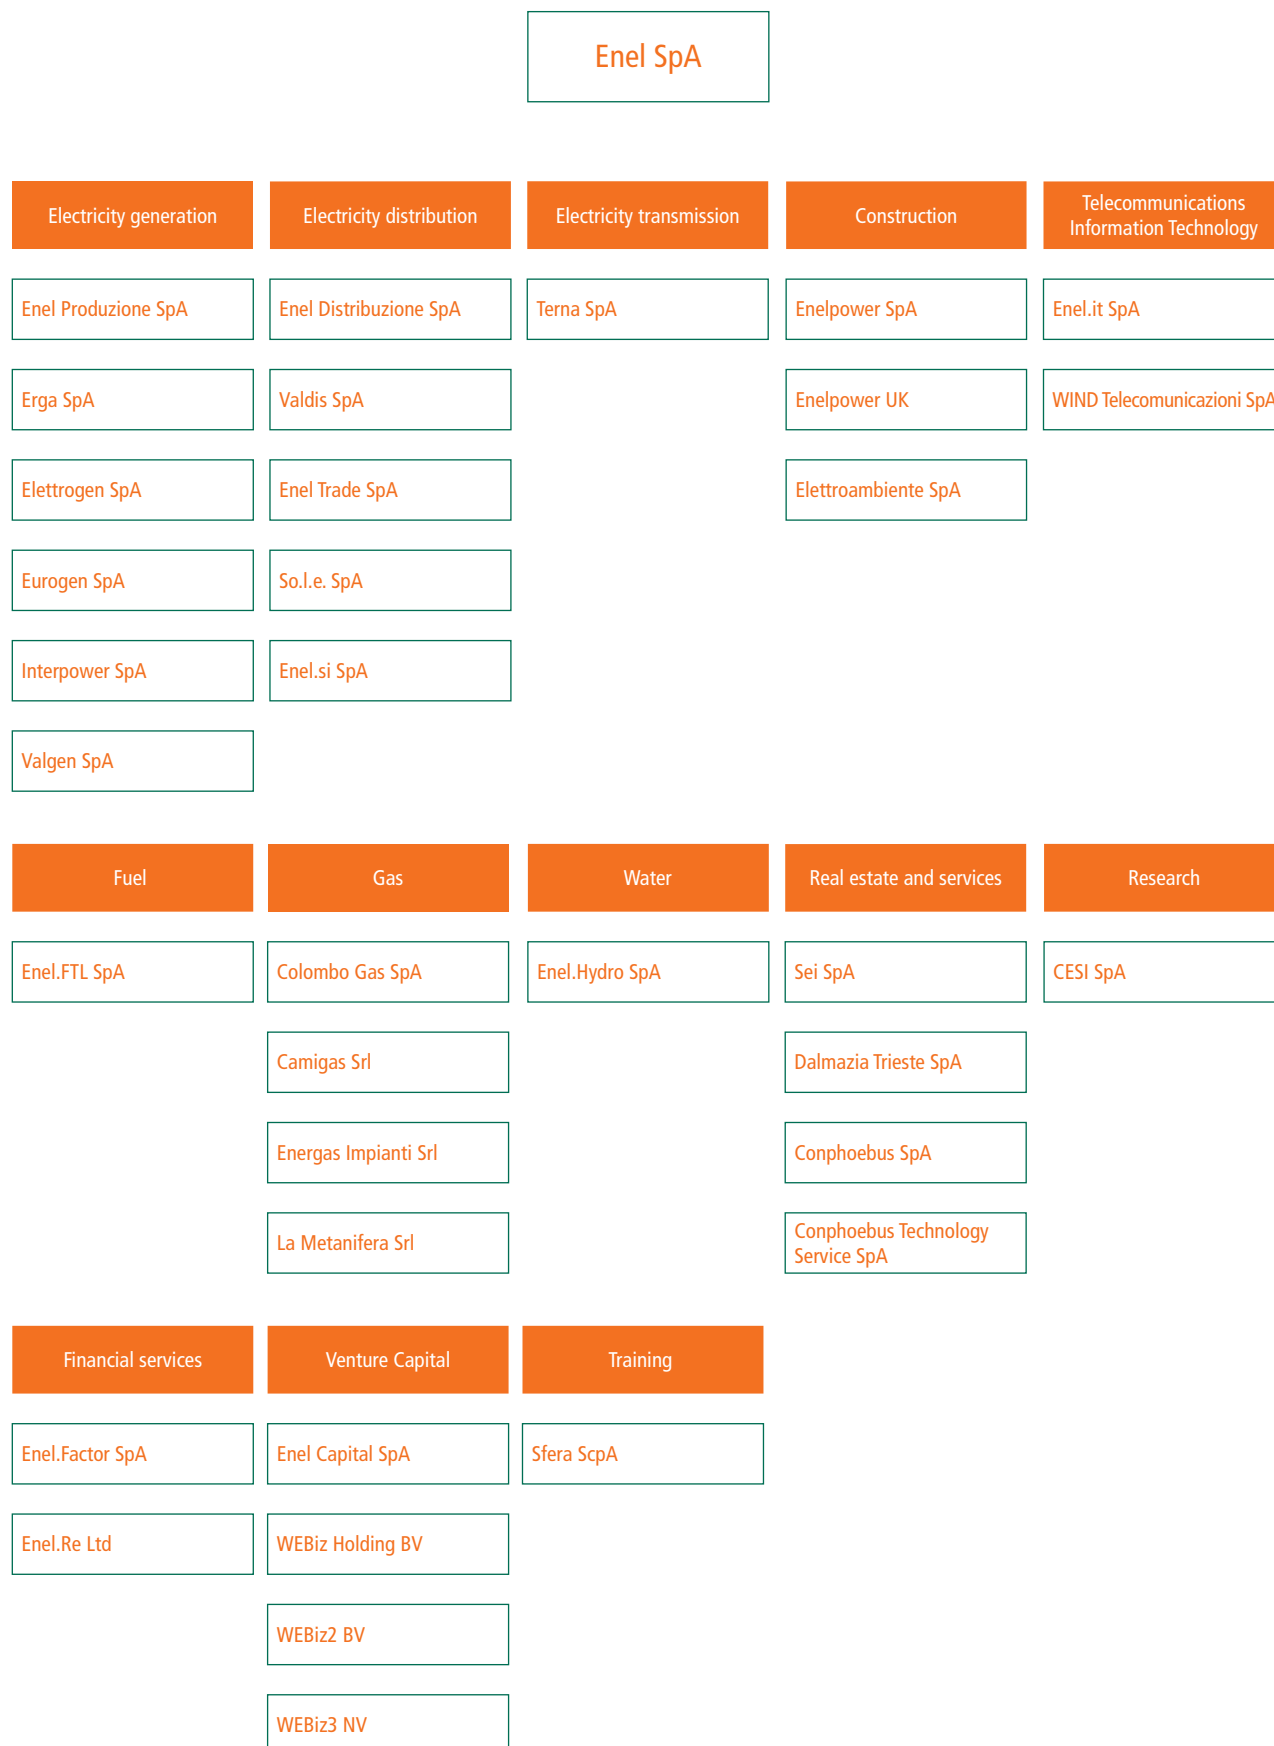 Enel SpA
Electricity generation
Enel Produzione SpA
Erga SpA
Elettrogen SpA
Eurogen SpA
Interpower SpA
Valgen SpA
Electricity distribution
Enel Distribuzione SpA
Valdis SpA
Enel Trade SpA
So.l.e. SpA
Enel.si SpA
Electricity transmission
Terna SpA
Construction
Enelpower SpA
Enelpower UK
Elettroambiente SpA
Telecommunications
Information Technology
Enel.it SpA
WIND Telecomunicazioni SpA
Fuel
Enel.FTL SpA
Gas
Colombo Gas SpA
Camigas Srl
Energas Impianti Srl
La Metanifera Srl
Water
Enel.Hydro SpA
Real estate and services
Sei SpA
Dalmazia Trieste SpA
Conphoebus SpA
Conphoebus Technology
Service SpA
Research
CESI SpA
Financial services
Enel.Factor SpA
Enel.Re Ltd
Venture Capital
Enel Capital SpA
WEBiz Holding BV
WEBiz2 BV
WEBiz3 NV
Training
Sfera ScpA